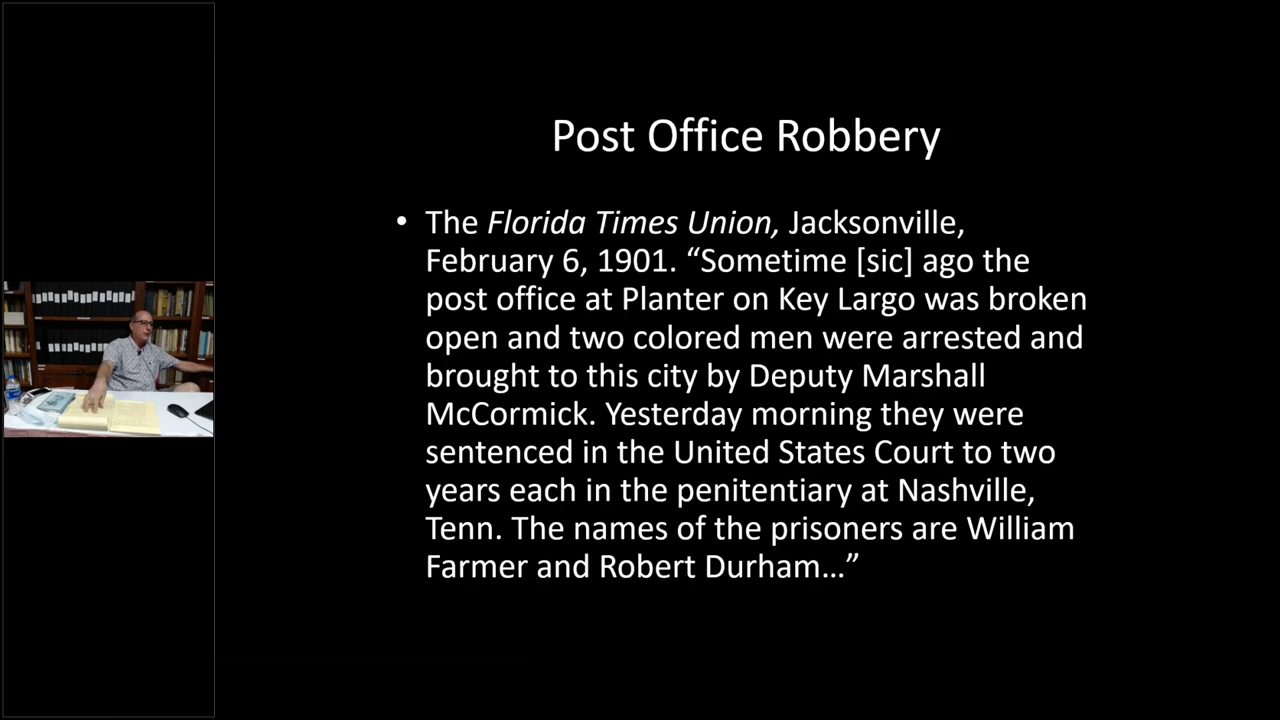 Post Office Robbery
• The Florida Times Union, Jacksonville,
February 6, 1901. “Sometime [sic] ago the
post office at Planter on Key Largo was broken
open and two colored men were arrested and
brought to this city by Deputy Marshall
McCormick. Yesterday morning they were
sentenced in the United States Court to two
years each in the penitentiary at Nashville,
Tenn. The names of the prisoners are William
Farmer and Robert Durham…”